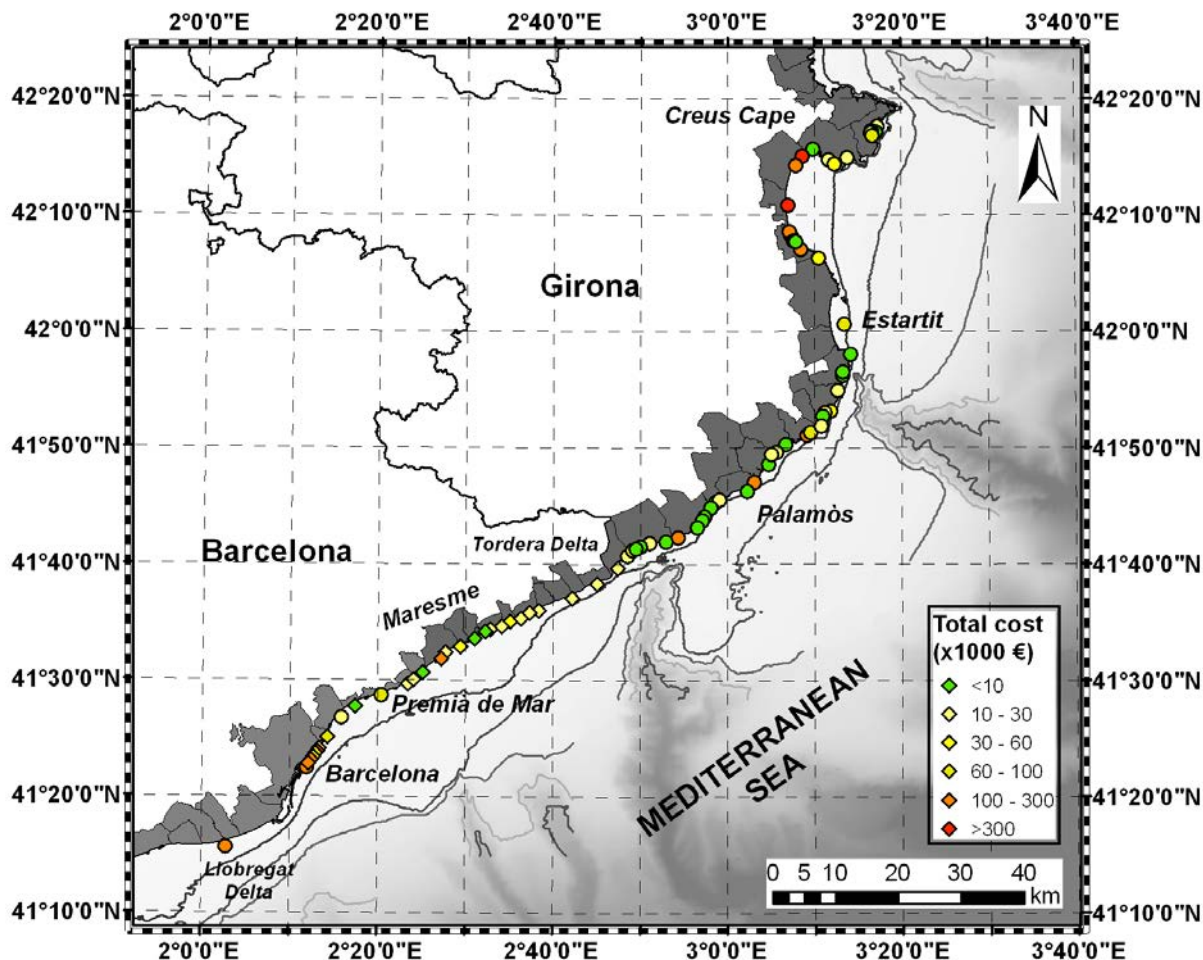 2°0'0"E 2°20'0"E 2°40'0"E 3°0'0"E 3°20'0"E 3°40'0"E
42°20'0"N 42°20'0"N
Creus Cape
N
42°10'0"N 42°10'0"N
Girona
42°0'0"N Estartit 42°0'0"N
41°50'0"N 41°50'0"N
Palamòs
Tordera Delta
Barcelona
41°40'0"N 41°40'0"N
Maresme
Total cost
(x1000 €)
<10
10 - 30
30 - 60
60 - 100
100 - 300
>300
41°30'0"N 41°30'0"N
Premià de Mar
MEDITERRANEAN
SEA
Barcelona
41°20'0"N 41°20'0"N
Llobregat
Delta
0 5 10 20 30 40
km
41°10'0"N 41°10'0"N
2°0'0"E 2°20'0"E 2°40'0"E 3°0'0"E 3°20'0"E 3°40'0"E